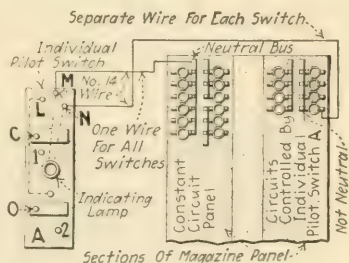 Separate Wire For Each Switch
Individual
Pilot Switch
Neutral Bus
M
No. 14
Wire
L
N
C
One Wire
For All
Switches
1
Indicating
Lamp
O
A
2
Constant
Circuit
Panel
Circuits
Controlled By
Individual
Pilot Switch A
Not Neutral
Sections Of Magazine Panel